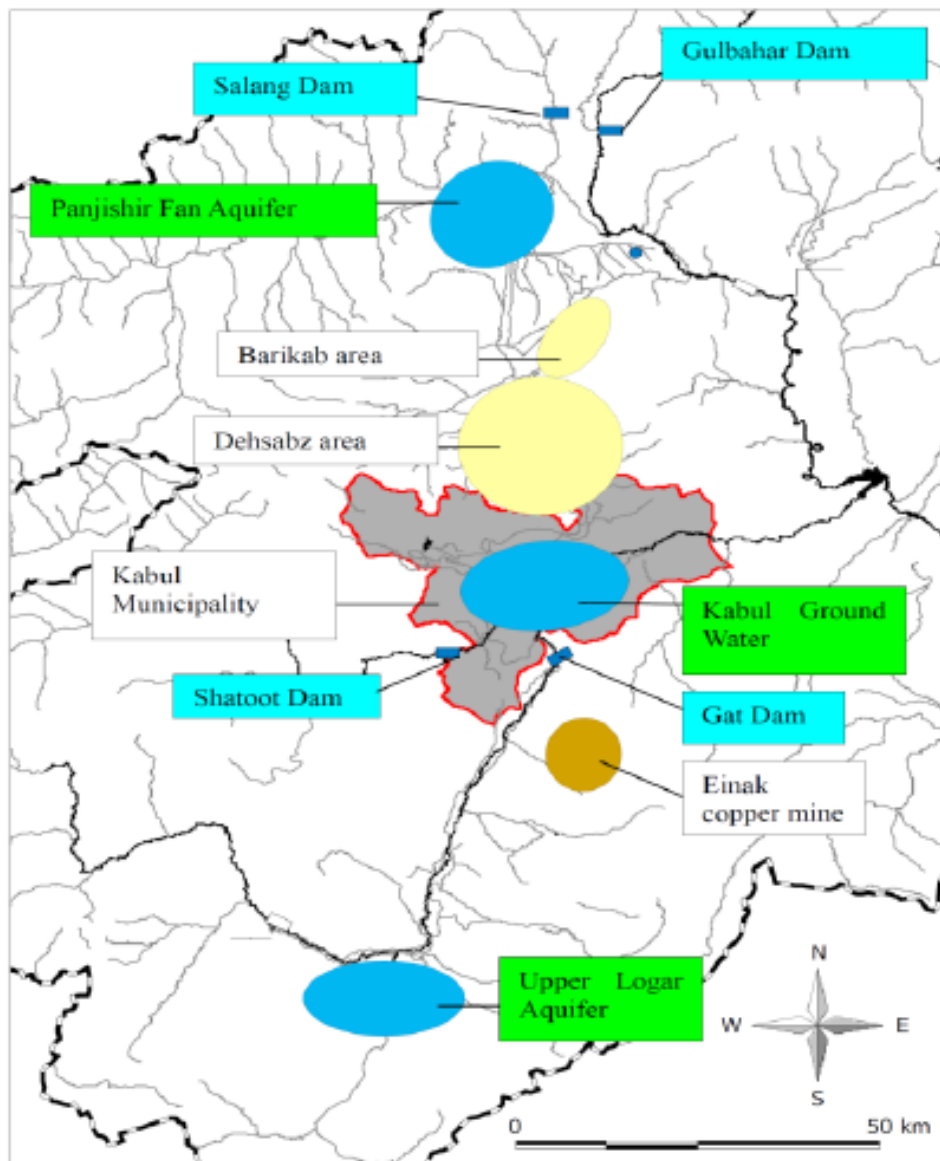 Gulbahar Dam
Salang Dam
Panjishir Fan Aquifer
Barikab area
Dehsabz area
Kabul
Municipality
Kabul Ground
Water
Shatoot Dam
Gat Dam
Einak
copper mine
Upper Logar
Aquifer
N
W E
S
0 50 km